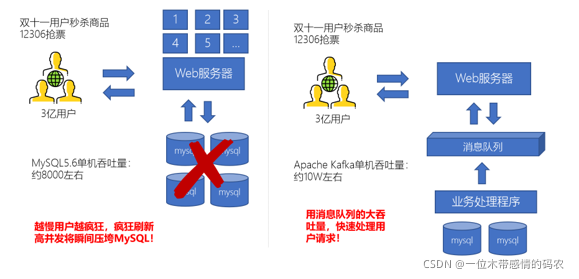 双十一用户秒杀商品
12306抢票
1 2 3
4 5 ...
Web服务器
3亿用户
MySQL5.6单机吞吐量：
约8000左右
mysql mysql
mysql mysql
越慢用户越疯狂，疯狂刷新
高并发将瞬间压垮MySQL!
双十一用户秒杀商品
12306抢票
Web服务器
3亿用户
消息队列
Apache Kafka单机吞吐量：
约10W左右
业务处理程序
用消息队列的大吞
吐量，快速处理用
户请求！
mysql mysql
CSDN @一位木带感情的码农